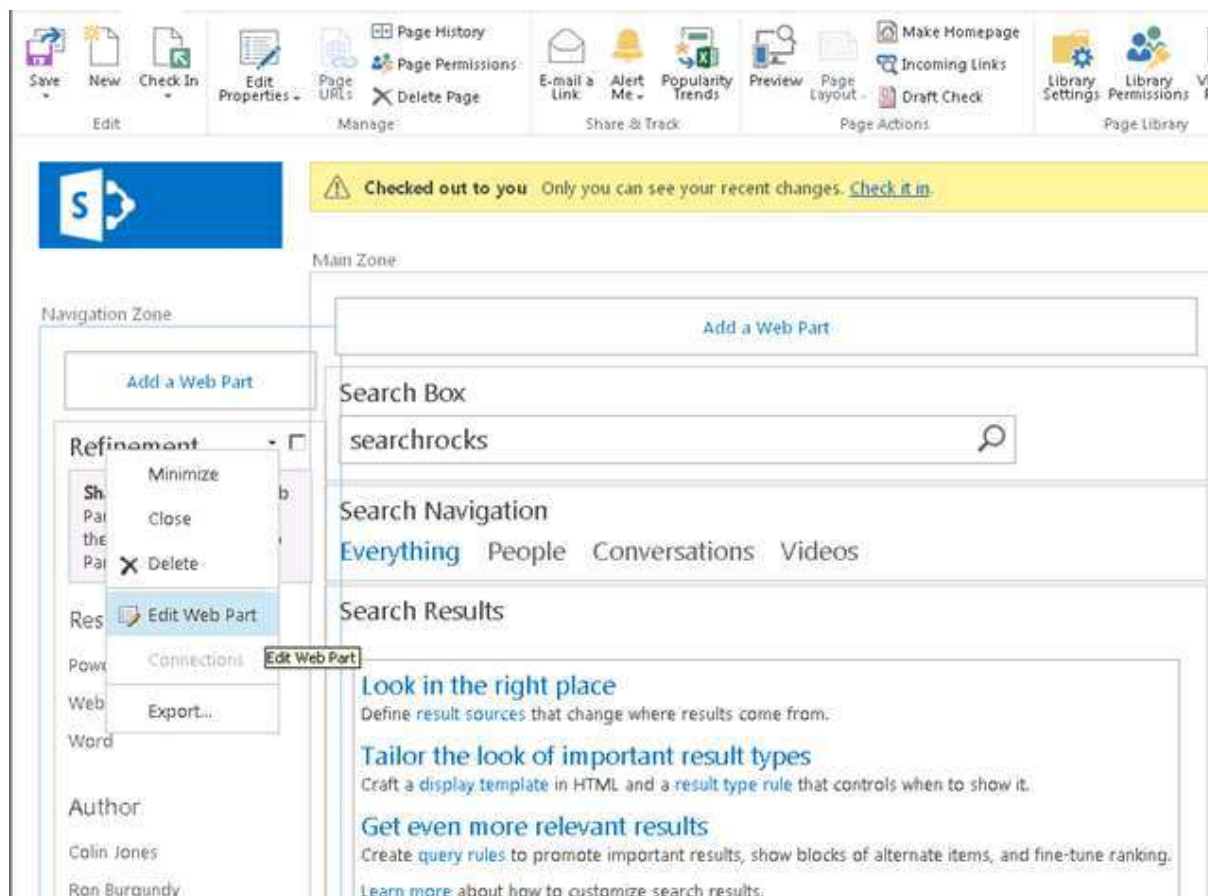 Save
New
Check In
Edit Properties
Page URLs
Page History
Page Permissions
Delete Page
E-mail a Link
Alert Me
Popularity Trends
Preview
Page Layout
Make Homepage
Incoming Links
Draft Check
Library Settings
Library Permissions
Edit
Manage
Share & Track
Page Actions
Page Library
S
Checked out to you Only you can see your recent changes. Check it in.
Main Zone
Navigation Zone
Add a Web Part
Add a Web Part
Search Box
Refinement
searchrocks
Minimize
Close
Delete
Edit Web Part
Connections
Edit Web Part
Export...
Word
Author
Colin Jones
Ron Burgundy
Search Navigation
Everything People Conversations Videos
Search Results
Look in the right place
Define result sources that change where results come from.
Tailor the look of important result types
Craft a display template in HTML and a result type rule that controls when to show it.
Get even more relevant results
Create query rules to promote important results, show blocks of alternate items, and fine-tune ranking.
Learn more about how to customize search results.